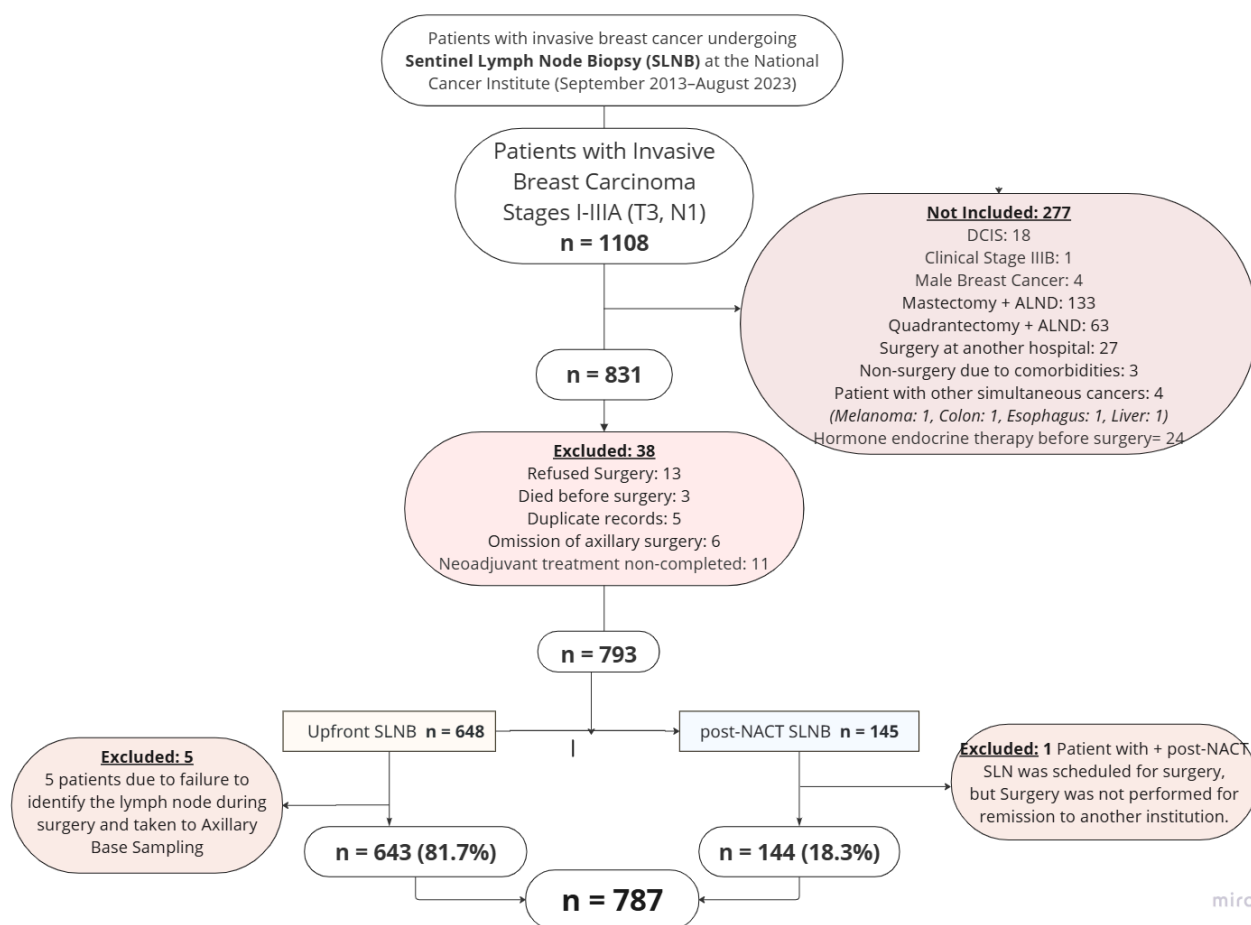 Patients with invasive breast cancer undergoing
Sentinel Lymph Node Biopsy (SLNB) at the National
Cancer Institute (September 2013–August 2023)
Patients with Invasive
Breast Carcinoma
Stages I-IIIA (T3, N1)
n = 1108
Not Included: 277
DCIS: 18
Clinical Stage IIIB: 1
Male Breast Cancer: 4
Mastectomy + ALND: 133
Quadrantectomy + ALND: 63
Surgery at another hospital: 27
Non-surgery due to comorbidities: 3
Patient with other simultaneous cancers: 4
(Melanoma: 1, Colon: 1, Esophagus: 1, Liver: 1)
Hormone endocrine therapy before surgery= 24
n = 831
Excluded: 38
Refused Surgery: 13
Died before surgery: 3
Duplicate records: 5
Omission of axillary surgery: 6
Neoadjuvant treatment non-completed: 11
n = 793
Upfront SLNB n = 648
post-NACT SLNB n = 145
Excluded: 5
5 patients due to failure to
identify the lymph node during
surgery and taken to Axillary
Base Sampling
Excluded: 1 Patient with + post-NACT
SLN was scheduled for surgery,
but Surgery was not performed for
remission to another institution.
n = 643 (81.7%)
n = 144 (18.3%)
n = 787